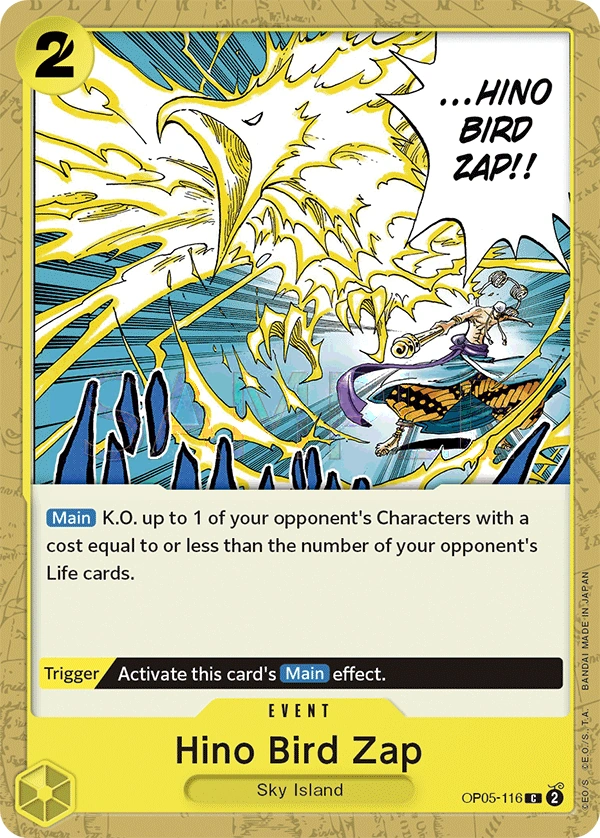 2
...HINO
BIRD
ZAP!!
SAMPLE
Main K.O. up to 1 of your opponent's Characters with a
cost equal to or less than the number of your opponent's
Life cards.
Trigger Activate this card's Main effect.
EVENT
Hino Bird Zap
Sky Island
OP05-116 C 2
©E.O./S. ©E.O./S.,T.A. BANDAI MADE IN JAPAN